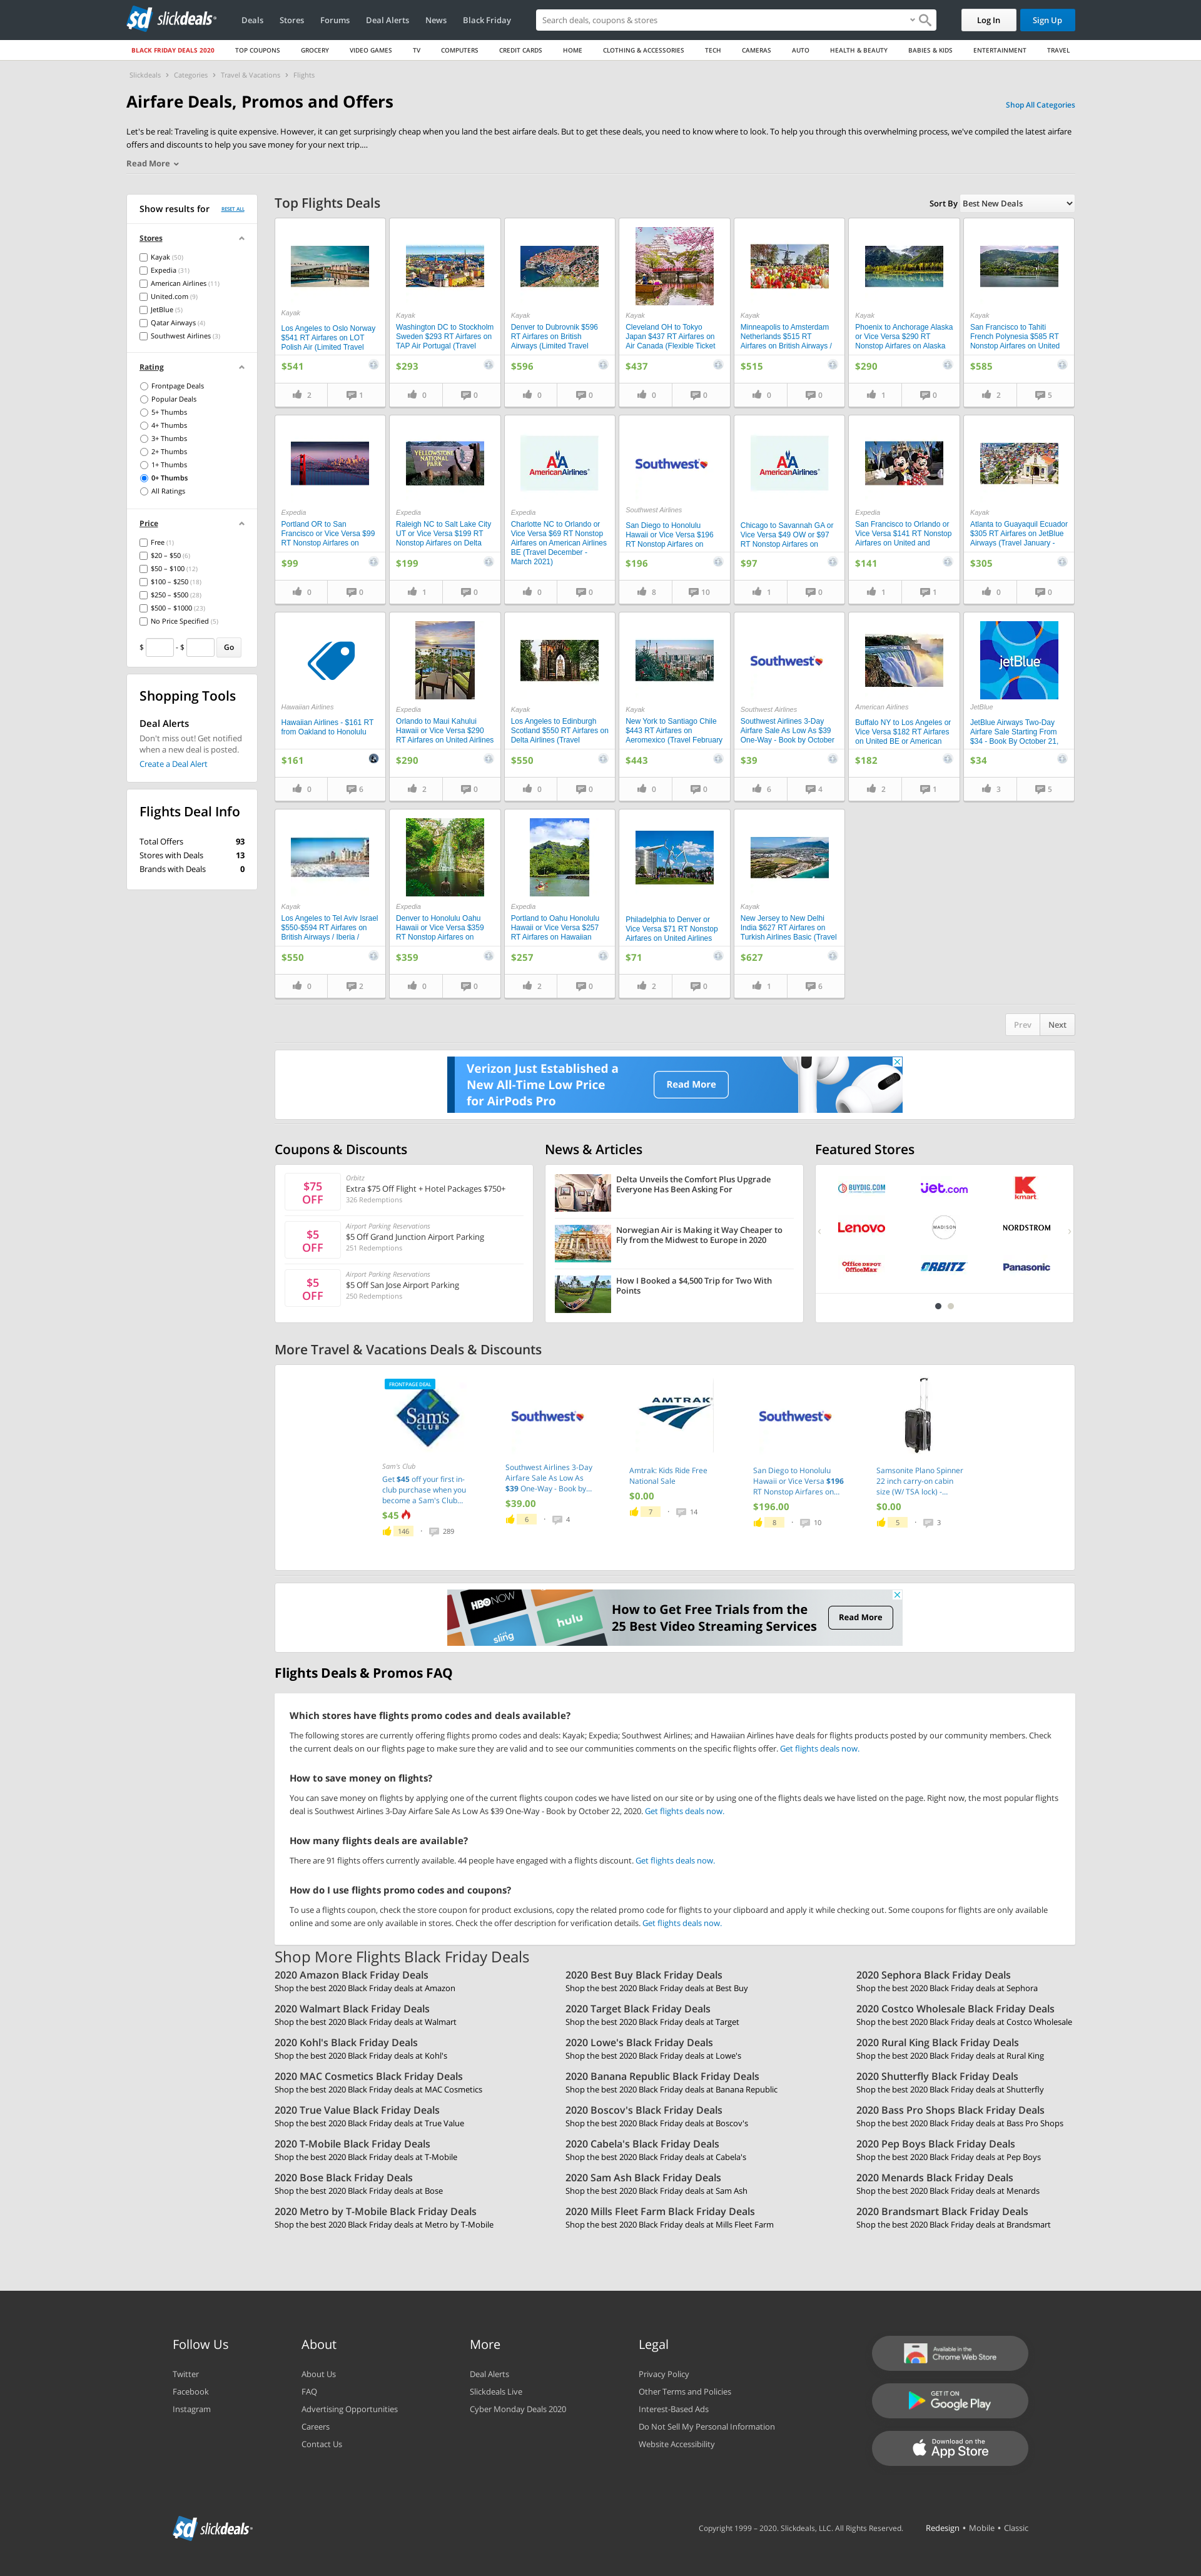 slickdeals
Deals
Stores
Forums
Deal Alerts
News
Black Friday
Search deals, coupons & stores
Log In
Sign Up
BLACK FRIDAY DEALS 2020
TOP COUPONS
GROCERY
VIDEO GAMES
TV
COMPUTERS
CREDIT CARDS
HOME
CLOTHING & ACCESSORIES
TECH
CAMERAS
AUTO
HEALTH & BEAUTY
BABIES & KIDS
ENTERTAINMENT
TRAVEL
Slickdeals > Categories > Travel & Vacations > Flights
Airfare Deals, Promos and Offers
Shop All Categories
Let's be real: Traveling is quite expensive. However, it can get surprisingly cheap when you land the best airfare deals. But to get these deals, you need to know where to look. To help you through this overwhelming process, we've compiled the latest airfare
offers and discounts to help you save money for your next trip....
Read More
Show results for
RESET ALL
Stores
Kayak (50)
Expedia (31)
American Airlines (11)
United.com (9)
JetBlue (5)
Qatar Airways (4)
Southwest Airlines (3)
Rating
Frontpage Deals
Popular Deals
5+ Thumbs
4+ Thumbs
3+ Thumbs
2+ Thumbs
1+ Thumbs
0+ Thumbs
All Ratings
Price
Free (1)
$20 – $50 (6)
$50 – $100 (12)
$100 – $250 (18)
$250 – $500 (28)
$500 – $1000 (23)
No Price Specified (5)
$ - $ Go
Shopping Tools
Deal Alerts
Don't miss out! Get notified
when a new deal is posted.
Create a Deal Alert
Flights Deal Info
Total Offers 93
Stores with Deals 13
Brands with Deals 0
Top Flights Deals
Sort By Best New Deals
Kayak
Los Angeles to Oslo Norway
$541 RT Airfares on LOT
Polish Air (Limited Travel
$541
2 1
Kayak
Washington DC to Stockholm
Sweden $293 RT Airfares on
TAP Air Portugal (Travel
$293
0 0
Kayak
Denver to Dubrovnik $596
RT Airfares on British
Airways (Limited Travel
$596
0 0
Kayak
Cleveland OH to Tokyo
Japan $437 RT Airfares on
Air Canada (Flexible Ticket
$437
0 0
Kayak
Minneapolis to Amsterdam
Netherlands $515 RT
Airfares on British Airways /
$515
0 0
Kayak
Phoenix to Anchorage Alaska
or Vice Versa $290 RT
Nonstop Airfares on Alaska
$290
1 0
Kayak
San Francisco to Tahiti
French Polynesia $585 RT
Nonstop Airfares on United
$585
2 5
Expedia
Portland OR to San
Francisco or Vice Versa $99
RT Nonstop Airfares on
$99
0 0
YELLOWSTONE
NATIONAL
PARK
Expedia
Raleigh NC to Salt Lake City
UT or Vice Versa $199 RT
Nonstop Airfares on Delta
$199
1 0
AmericanAirlines
Expedia
Charlotte NC to Orlando or
Vice Versa $69 RT Nonstop
Airfares on American Airlines
BE (Travel December -
March 2021)
0 0
Southwest
Southwest Airlines
San Diego to Honolulu
Hawaii or Vice Versa $196
RT Nonstop Airfares on
$196
8 10
AmericanAirlines
Chicago to Savannah GA or
Vice Versa $49 OW or $97
RT Nonstop Airfares on
$97
1 0
Expedia
San Francisco to Orlando or
Vice Versa $141 RT Nonstop
Airfares on United and
$141
1 1
Kayak
Atlanta to Guayaquil Ecuador
$305 RT Airfares on JetBlue
Airways (Travel January -
$305
0 0
Hawaiian Airlines
Hawaiian Airlines - $161 RT
from Oakland to Honolulu
$161
0 6
Expedia
Orlando to Maui Kahului
Hawaii or Vice Versa $290
RT Airfares on United Airlines
$290
2 0
Kayak
Los Angeles to Edinburgh
Scotland $550 RT Airfares on
Delta Airlines (Travel
$550
0 0
Kayak
New York to Santiago Chile
$443 RT Airfares on
Aeromexico (Travel February
$443
0 0
Southwest
Southwest Airlines
Southwest Airlines 3-Day
Airfare Sale As Low As $39
One-Way - Book by October
$39
6 4
American Airlines
Buffalo NY to Los Angeles or
Vice Versa $182 RT Airfares
on United BE or American
$182
2 1
jetBlue
JetBlue
JetBlue Airways Two-Day
Airfare Sale Starting From
$34 - Book By October 21,
$34
3 5
Kayak
Los Angeles to Tel Aviv Israel
$550-$594 RT Airfares on
British Airways / Iberia /
$550
0 2
Expedia
Denver to Honolulu Oahu
Hawaii or Vice Versa $359
RT Nonstop Airfares on
$359
0 0
Expedia
Portland to Oahu Honolulu
Hawaii or Vice Versa $257
RT Airfares on Hawaiian
$257
2 0
Philadelphia to Denver or
Vice Versa $71 RT Nonstop
Airfares on United Airlines
$71
2 0
Kayak
New Jersey to New Delhi
India $627 RT Airfares on
Turkish Airlines Basic (Travel
$627
1 6
Prev Next
Verizon Just Established a
New All-Time Low Price
for AirPods Pro
Read More
Coupons & Discounts
$75
OFF
Orbitz
Extra $75 Off Flight + Hotel Packages $750+
326 Redemptions
$5
OFF
Airport Parking Reservations
$5 Off Grand Junction Airport Parking
251 Redemptions
$5
OFF
Airport Parking Reservations
$5 Off San Jose Airport Parking
250 Redemptions
News & Articles
Delta Unveils the Comfort Plus Upgrade
Everyone Has Been Asking For
Norwegian Air is Making it Way Cheaper to
Fly from the Midwest to Europe in 2020
How I Booked a $4,500 Trip for Two With
Points
Featured Stores
BUYDIG.COM
jet.com
kmart
Lenovo
MADISON
NORDSTROM
Office DEPOT
OfficeMax
ORBITZ
Panasonic
More Travel & Vacations Deals & Discounts
FRONTPAGE DEAL
Sam's
CLUB
Sam's Club
Get $45 off your first in-
club purchase when you
become a Sam's Club...
$45
146 · 289
Southwest
Southwest Airlines 3-Day
Airfare Sale As Low As
$39 One-Way - Book by...
$39.00
6 · 4
AMTRAK
Amtrak: Kids Ride Free
National Sale
$0.00
7 · 14
Southwest
San Diego to Honolulu
Hawaii or Vice Versa $196
RT Nonstop Airfares on...
$196.00
8 · 10
Samsonite Plano Spinner
22 inch carry-on cabin
size (W/ TSA lock) -...
$0.00
5 · 3
HBO NOW
hulu
sling
How to Get Free Trials from the
25 Best Video Streaming Services
Read More
Flights Deals & Promos FAQ
Which stores have flights promo codes and deals available?
The following stores are currently offering flights promo codes and deals: Kayak; Expedia; Southwest Airlines; and Hawaiian Airlines have deals for flights products posted by our community members. Check
the current deals on our flights page to make sure they are valid and to see our communities comments on the specific flights offer. Get flights deals now.
How to save money on flights?
You can save money on flights by applying one of the current flights coupon codes we have listed on our site or by using one of the flights deals we have listed on the page. Right now, the most popular flights
deal is Southwest Airlines 3-Day Airfare Sale As Low As $39 One-Way - Book by October 22, 2020. Get flights deals now.
How many flights deals are available?
There are 91 flights offers currently available. 44 people have engaged with a flights discount. Get flights deals now.
How do I use flights promo codes and coupons?
To use a flights coupon, check the store coupon for product exclusions, copy the related promo code for flights to your clipboard and apply it while checking out. Some coupons for flights are only available
online and some are only available in stores. Check the offer description for verification details. Get flights deals now.
Shop More Flights Black Friday Deals
2020 Amazon Black Friday Deals
Shop the best 2020 Black Friday deals at Amazon
2020 Best Buy Black Friday Deals
Shop the best 2020 Black Friday deals at Best Buy
2020 Sephora Black Friday Deals
Shop the best 2020 Black Friday deals at Sephora
2020 Walmart Black Friday Deals
Shop the best 2020 Black Friday deals at Walmart
2020 Target Black Friday Deals
Shop the best 2020 Black Friday deals at Target
2020 Costco Wholesale Black Friday Deals
Shop the best 2020 Black Friday deals at Costco Wholesale
2020 Kohl's Black Friday Deals
Shop the best 2020 Black Friday deals at Kohl's
2020 Lowe's Black Friday Deals
Shop the best 2020 Black Friday deals at Lowe's
2020 Rural King Black Friday Deals
Shop the best 2020 Black Friday deals at Rural King
2020 MAC Cosmetics Black Friday Deals
Shop the best 2020 Black Friday deals at MAC Cosmetics
2020 Banana Republic Black Friday Deals
Shop the best 2020 Black Friday deals at Banana Republic
2020 Shutterfly Black Friday Deals
Shop the best 2020 Black Friday deals at Shutterfly
2020 True Value Black Friday Deals
Shop the best 2020 Black Friday deals at True Value
2020 Boscov's Black Friday Deals
Shop the best 2020 Black Friday deals at Boscov's
2020 Bass Pro Shops Black Friday Deals
Shop the best 2020 Black Friday deals at Bass Pro Shops
2020 T-Mobile Black Friday Deals
Shop the best 2020 Black Friday deals at T-Mobile
2020 Cabela's Black Friday Deals
Shop the best 2020 Black Friday deals at Cabela's
2020 Pep Boys Black Friday Deals
Shop the best 2020 Black Friday deals at Pep Boys
2020 Bose Black Friday Deals
Shop the best 2020 Black Friday deals at Bose
2020 Sam Ash Black Friday Deals
Shop the best 2020 Black Friday deals at Sam Ash
2020 Menards Black Friday Deals
Shop the best 2020 Black Friday deals at Menards
2020 Metro by T-Mobile Black Friday Deals
Shop the best 2020 Black Friday deals at Metro by T-Mobile
2020 Mills Fleet Farm Black Friday Deals
Shop the best 2020 Black Friday deals at Mills Fleet Farm
2020 Brandsmart Black Friday Deals
Shop the best 2020 Black Friday deals at Brandsmart
Follow Us
Twitter
Facebook
Instagram
About
About Us
FAQ
Advertising Opportunities
Careers
Contact Us
More
Deal Alerts
Slickdeals Live
Cyber Monday Deals 2020
Legal
Privacy Policy
Other Terms and Policies
Interest-Based Ads
Do Not Sell My Personal Information
Website Accessibility
Available in the
Chrome Web Store
GET IT ON
Google Play
Download on the
App Store
slickdeals
Copyright 1999 – 2020. Slickdeals, LLC. All Rights Reserved.
Redesign • Mobile • Classic